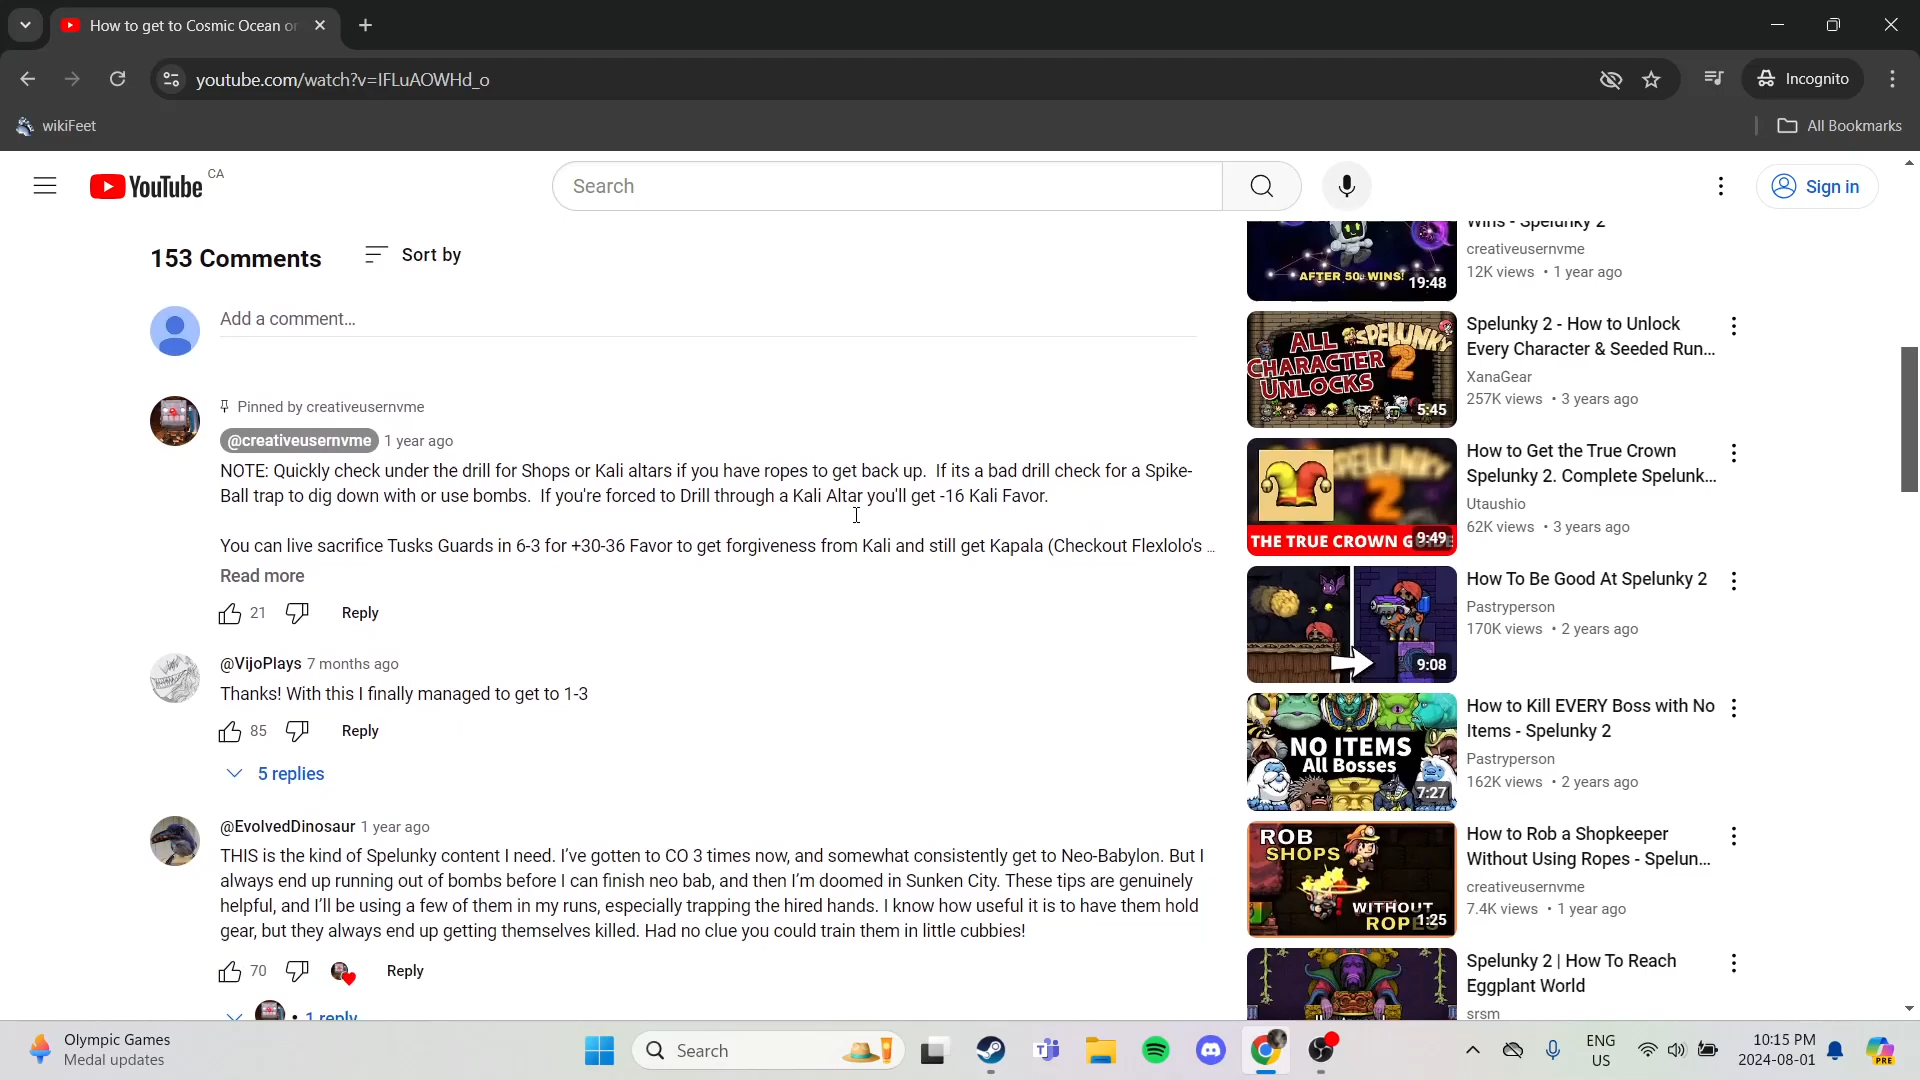 How to get to Cosmic Ocean or
youtube.com/watch?v=IFLuAOWHd_o
Incognito
wikiFeet
All Bookmarks
YouTube CA
Search
Sign in
153 Comments
Sort by
Add a comment...
Pinned by creativeusernvme
@creativeusernvme 1 year ago
NOTE: Quickly check under the drill for Shops or Kali altars if you have ropes to get back up. If its a bad drill check for a Spike-
Ball trap to dig down with or use bombs. If you're forced to Drill through a Kali Altar you'll get -16 Kali Favor.
You can live sacrifice Tusks Guards in 6-3 for +30-36 Favor to get forgiveness from Kali and still get Kapala (Checkout Flexlolo's ...
Read more
21
Reply
@VijoPlays 7 months ago
Thanks! With this I finally managed to get to 1-3
85
Reply
5 replies
@EvolvedDinosaur 1 year ago
THIS is the kind of Spelunky content I need. I've gotten to CO 3 times now, and somewhat consistently get to Neo-Babylon. But I
always end up running out of bombs before I can finish neo bab, and then I'm doomed in Sunken City. These tips are genuinely
helpful, and I'll be using a few of them in my runs, especially trapping the hired hands. I know how useful it is to have them hold
gear, but they always end up getting themselves killed. Had no clue you could train them in little cubbies!
70
Reply
1 reply
Wins - Spelunky 2
creativeusernvme
12K views • 1 year ago
AFTER 50+ WINS!
19:48
ALL SPELUNKY
CHARACTER 2
UNLOCKS
5:45
Spelunky 2 - How to Unlock
Every Character & Seeded Run...
XanaGear
257K views • 3 years ago
SPELUNKY
2
THE TRUE CROWN
9:49
How to Get the True Crown
Spelunky 2. Complete Spelunk...
Utaushio
62K views • 3 years ago
9:08
How To Be Good At Spelunky 2
Pastryperson
170K views • 2 years ago
NO ITEMS
All Bosses
7:27
How to Kill EVERY Boss with No
Items - Spelunky 2
Pastryperson
162K views • 2 years ago
ROB
SHOPS
WITHOUT
1:25
How to Rob a Shopkeeper
Without Using Ropes - Spelun...
creativeusernvme
7.4K views • 1 year ago
Spelunky 2 | How To Reach
Eggplant World
srsm
Olympic Games
Medal updates
Search
ENG
US
10:15 PM
2024-08-01
PRE